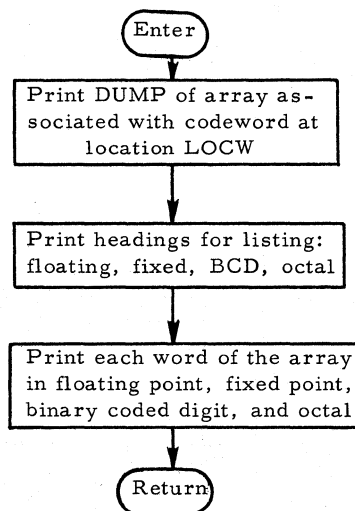 Enter
Print DUMP of array as-
sociated with codeword at
location LOCW
Print headings for listing:
floating, fixed, BCD, octal
Print each word of the array
in floating point, fixed point,
binary coded digit, and octal
Return